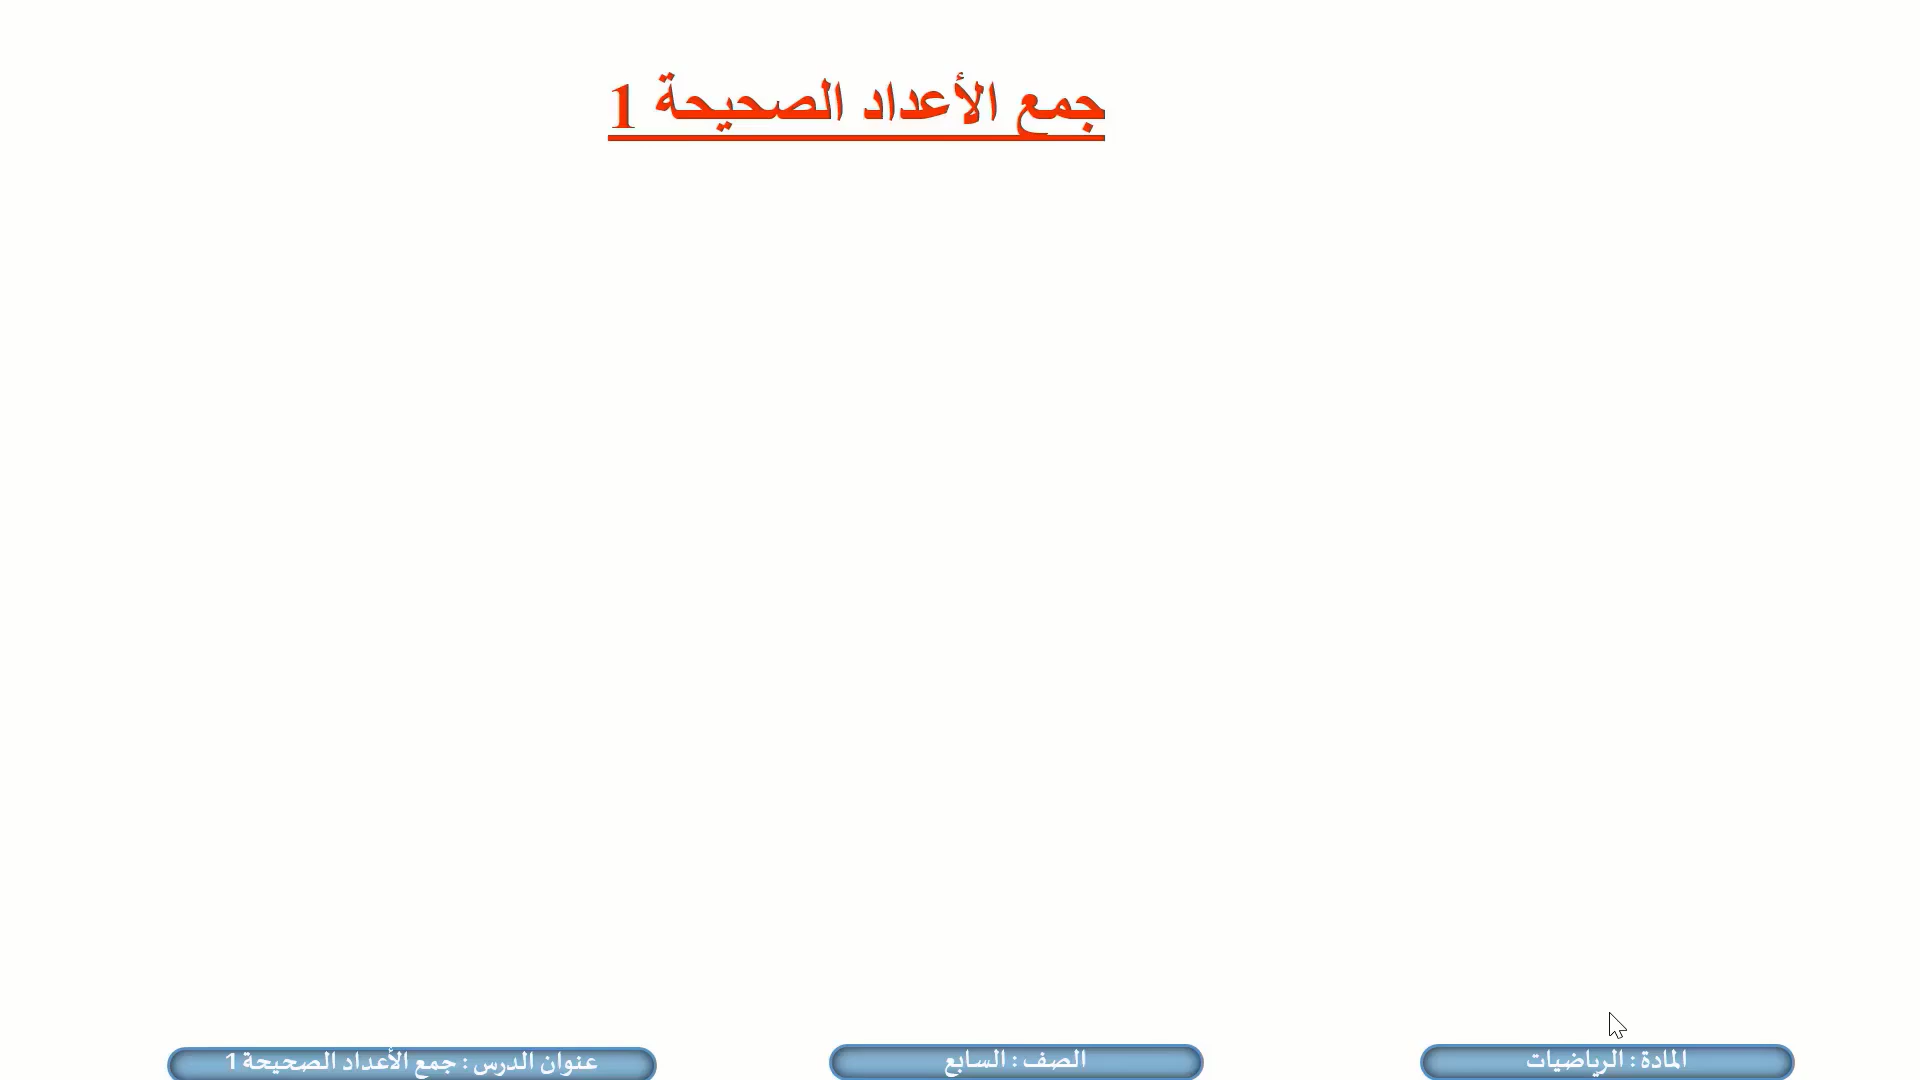 جمع الأعداد الصحيحة 1
المادة : الرياضيات
الصف : السابع
عنوان الدرس : جمع الأعداد الصحيحة 1